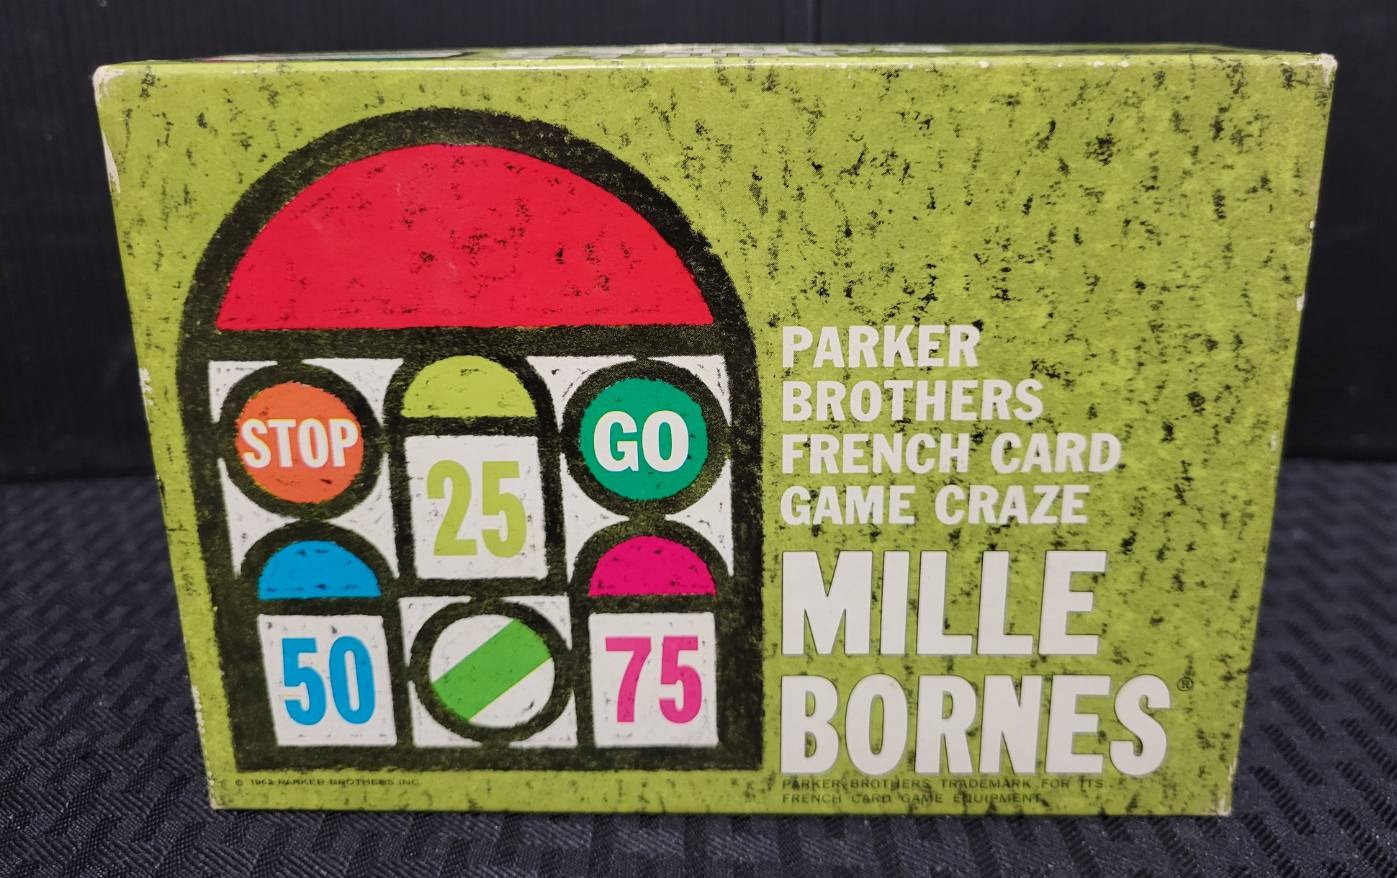 STOP
GO
25
50
75
PARKER
BROTHERS
FRENCH CARD
GAME CRAZE
MILLE
BORNES®
© 1962 PARKER BROTHERS INC.
PARKER BROTHERS TRADEMARK FOR ITS
FRENCH CARD GAME EQUIPMENT